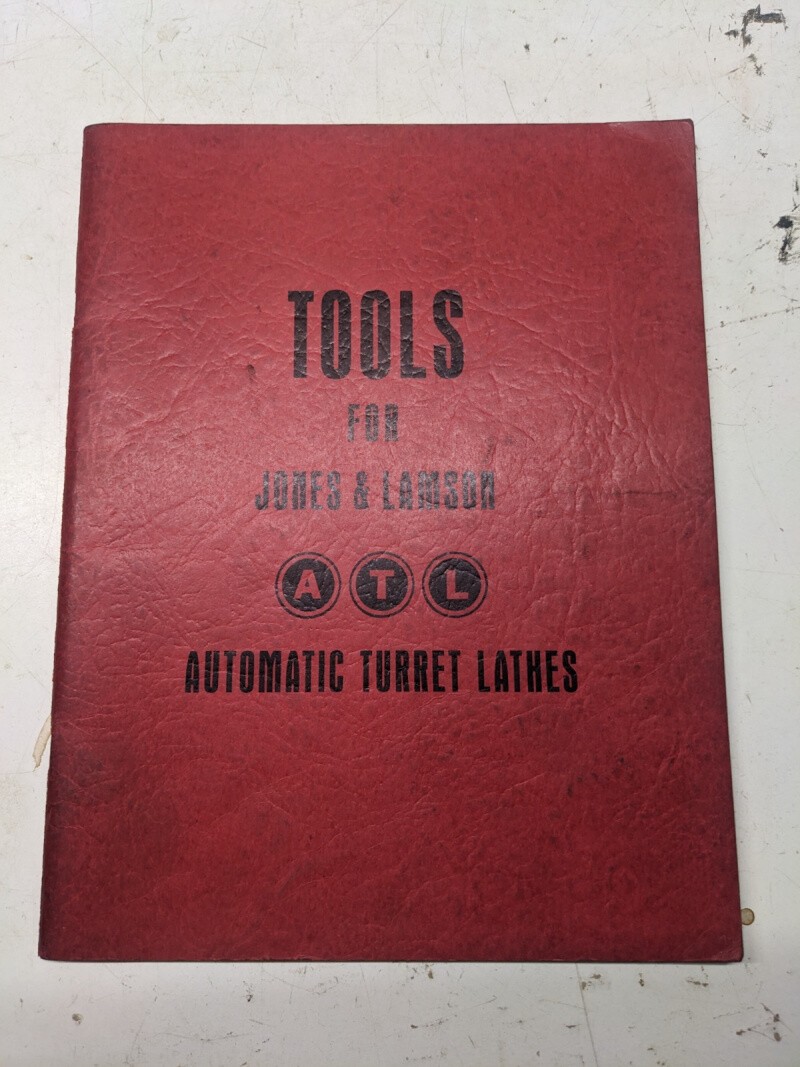 TOOLS
FOR
JONES & LAMSON
A T L
AUTOMATIC TURRET LATHES